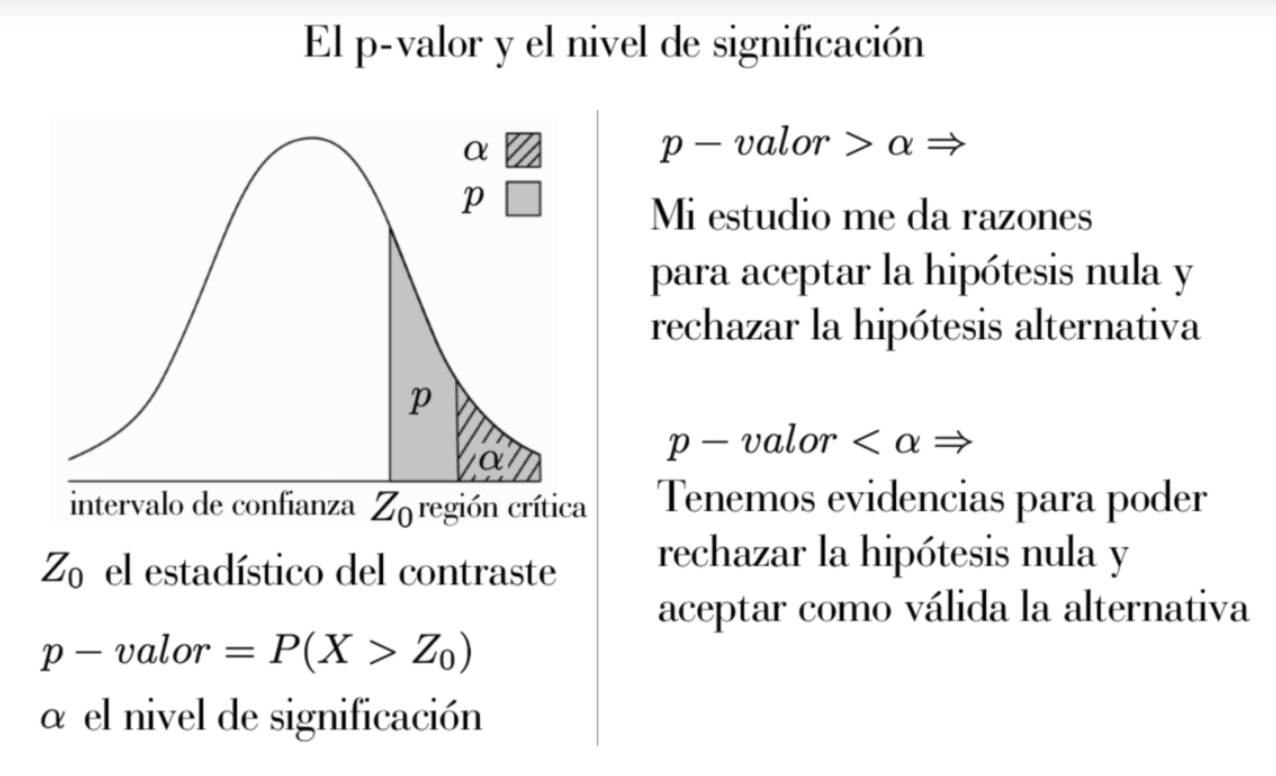 El p-valor y el nivel de significación
α
p
p
α
intervalo de confianza Z₀ región crítica
Z₀ el estadístico del contraste
p − valor = P(X > Z₀)
α el nivel de significación
p − valor > α ⇒
Mi estudio me da razones
para aceptar la hipótesis nula y
rechazar la hipótesis alternativa
p − valor < α ⇒
Tenemos evidencias para poder
rechazar la hipótesis nula y
aceptar como válida la alternativa